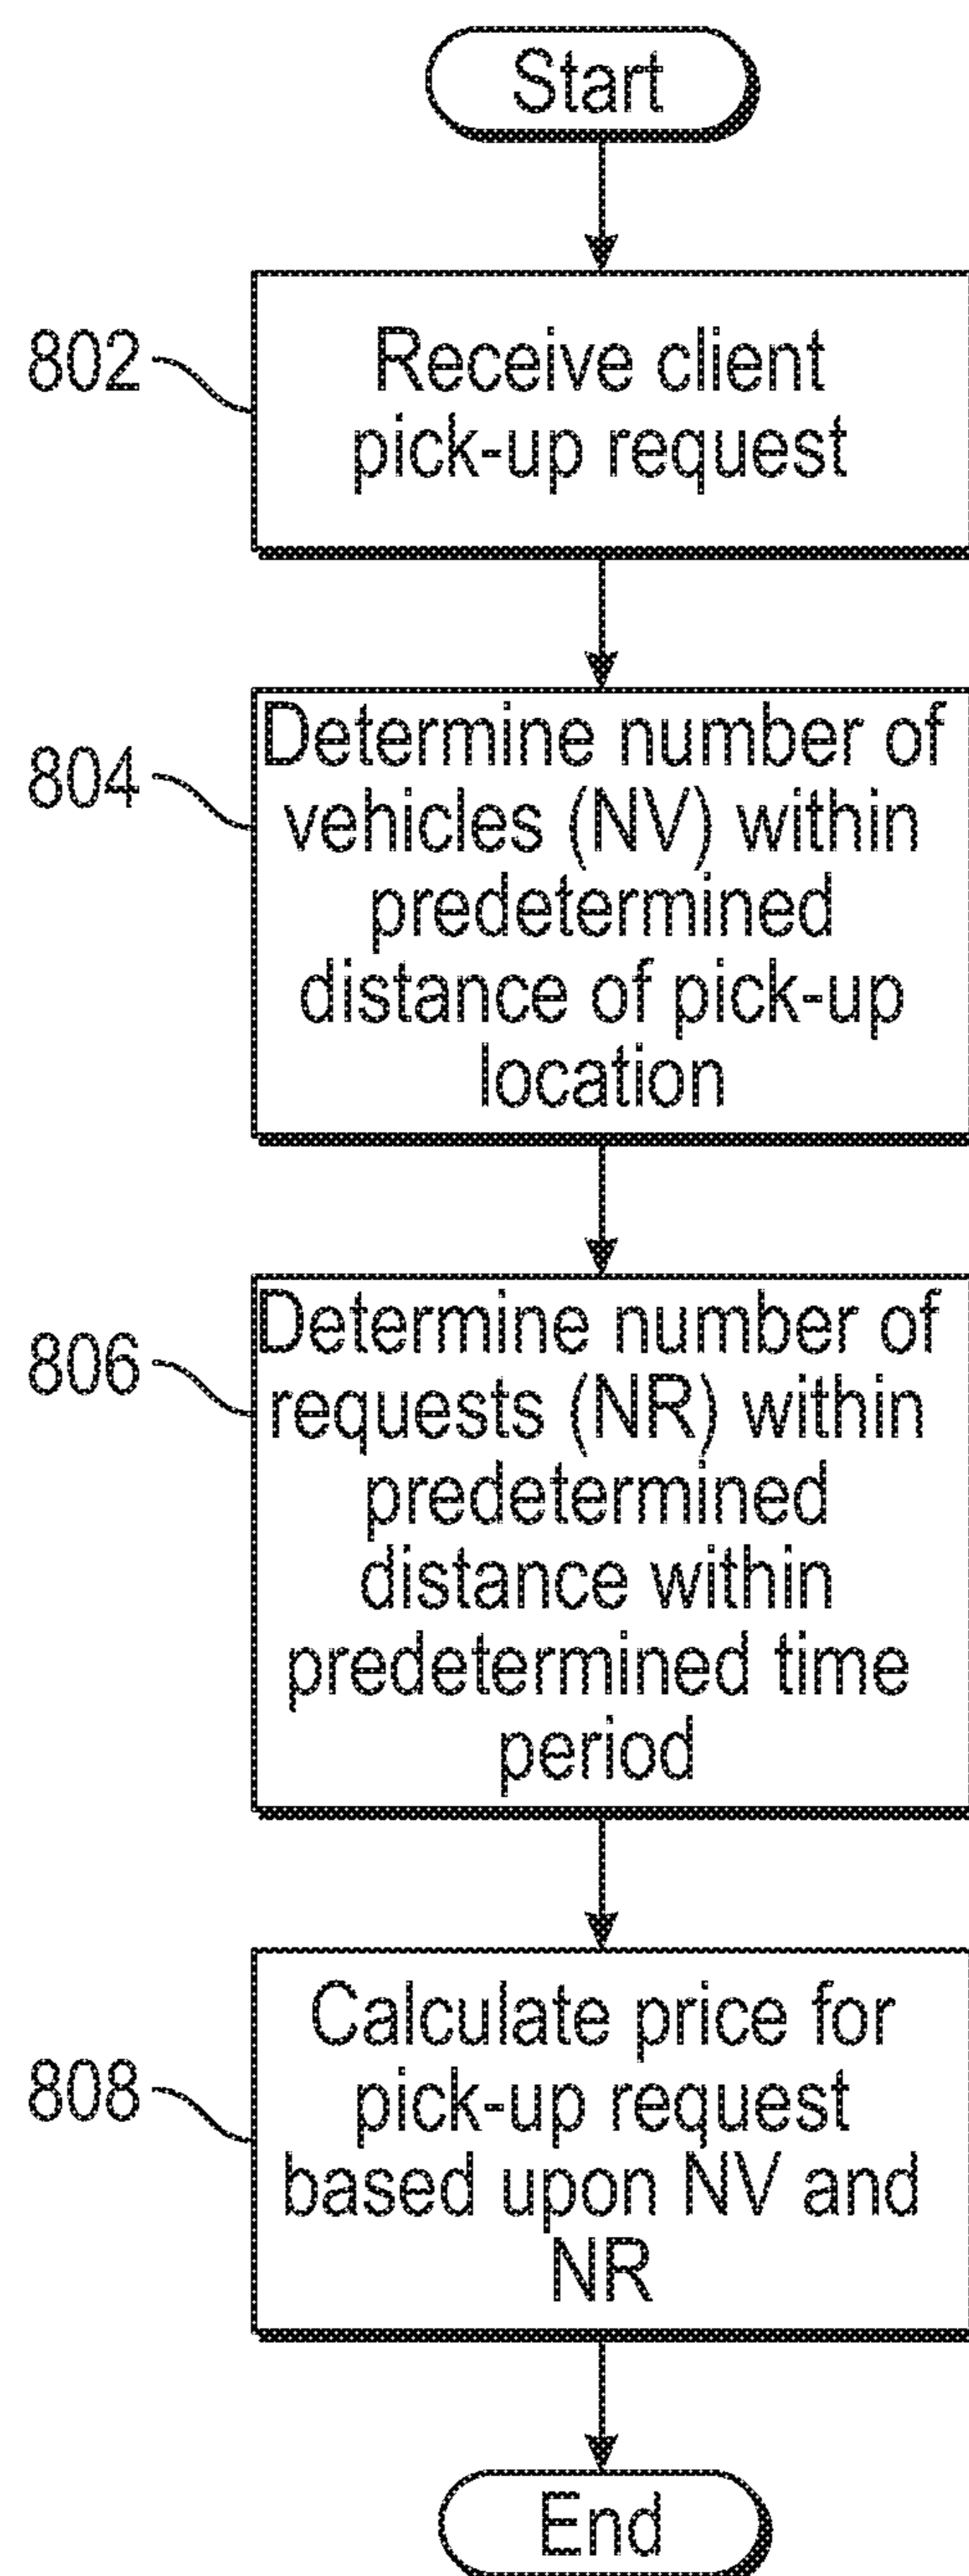 Start
802
Receive client
pick-up request
804
Determine number of
vehicles (NV) within
predetermined
distance of pick-up
location
806
Determine number of
requests (NR) within
predetermined
distance within
predetermined time
period
808
Calculate price for
pick-up request
based upon NV and
NR
End